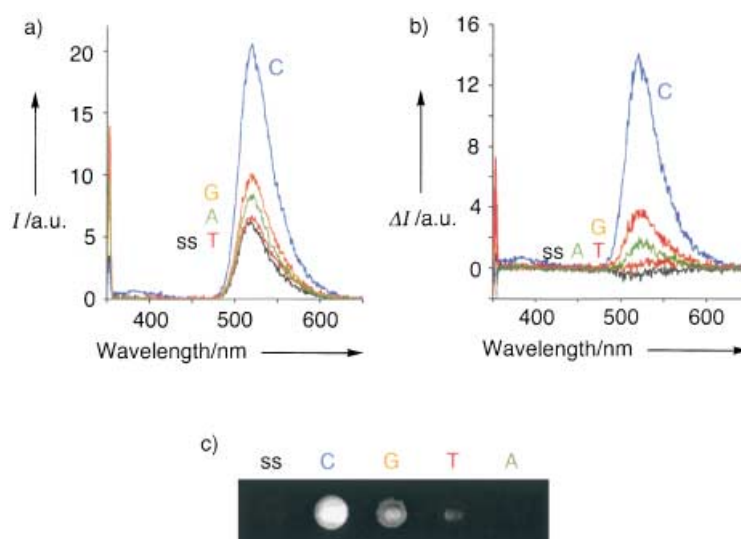 a)
20
15
10
5
0
I /a.u.
C
G
A
ss T
400 500 600
Wavelength/nm
b)
16
12
8
4
0
ΔI /a.u.
C
G
ss A T
400 500 600
Wavelength/nm
c)
ss C G T A